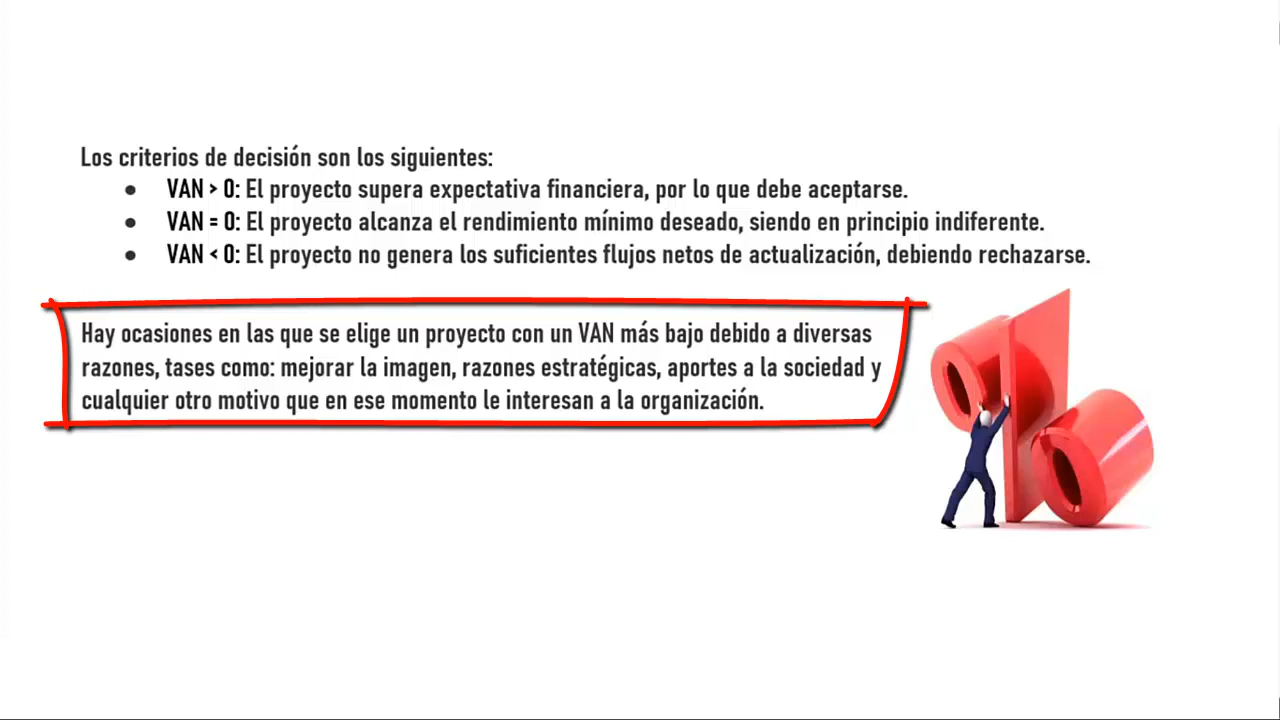 Los criterios de decisión son los siguientes:
● VAN > 0: El proyecto supera expectativa financiera, por lo que debe aceptarse.
● VAN = 0: El proyecto alcanza el rendimiento mínimo deseado, siendo en principio indiferente.
● VAN < 0: El proyecto no genera los suficientes flujos netos de actualización, debiendo rechazarse.
Hay ocasiones en las que se elige un proyecto con un VAN más bajo debido a diversas
razones, tases como: mejorar la imagen, razones estratégicas, aportes a la sociedad y
cualquier otro motivo que en ese momento le interesan a la organización.